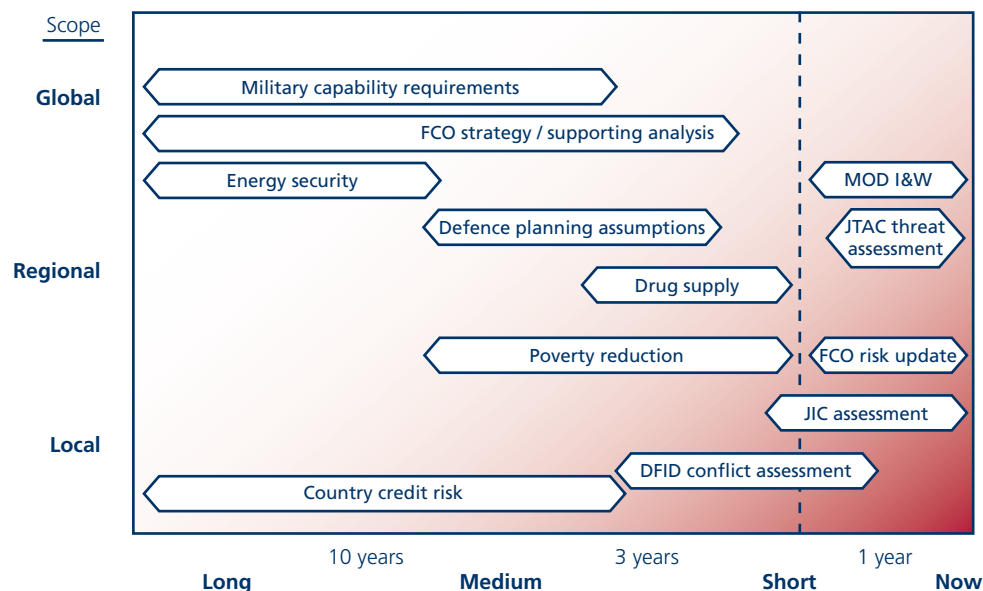 Scope
Global
Military capability requirements
FCO strategy / supporting analysis
Energy security
MOD I&W
Defence planning assumptions
JTAC threat
assessment
Regional
Drug supply
Poverty reduction
FCO risk update
JIC assessment
Local
DFID conflict assessment
Country credit risk
10 years
3 years
1 year
Long
Medium
Short
Now